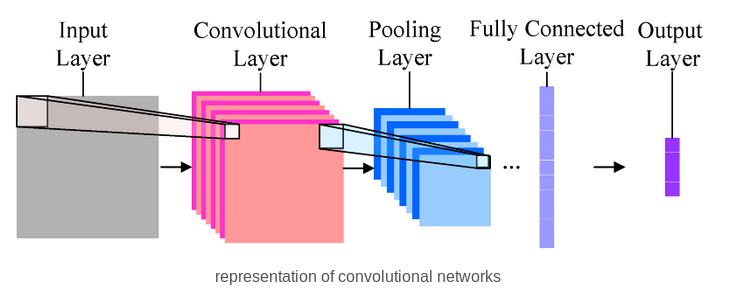 Input
Layer
Convolutional
Layer
Pooling
Layer
Fully Connected
Layer
Output
Layer
...
representation of convolutional networks